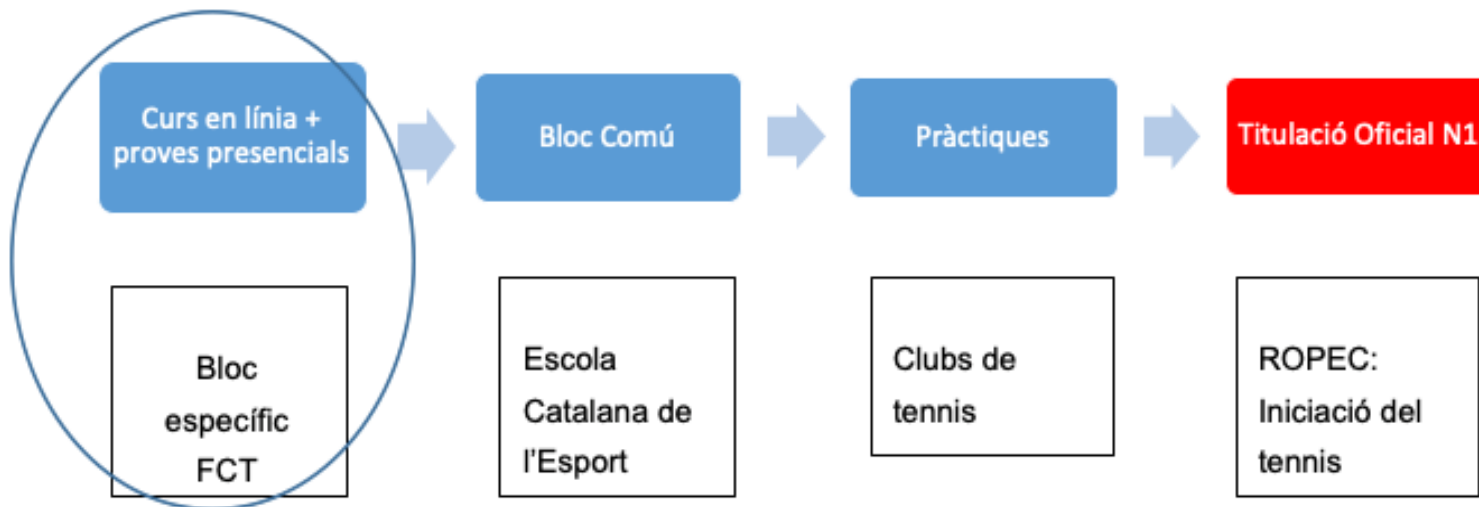 Curs en línia +
proves presencials
Bloc Comú
Pràctiques
Titulació Oficial N1
Bloc
específic
FCT
Escola
Catalana de
l'Esport
Clubs de
tennis
ROPEC:
Iniciació del
tennis